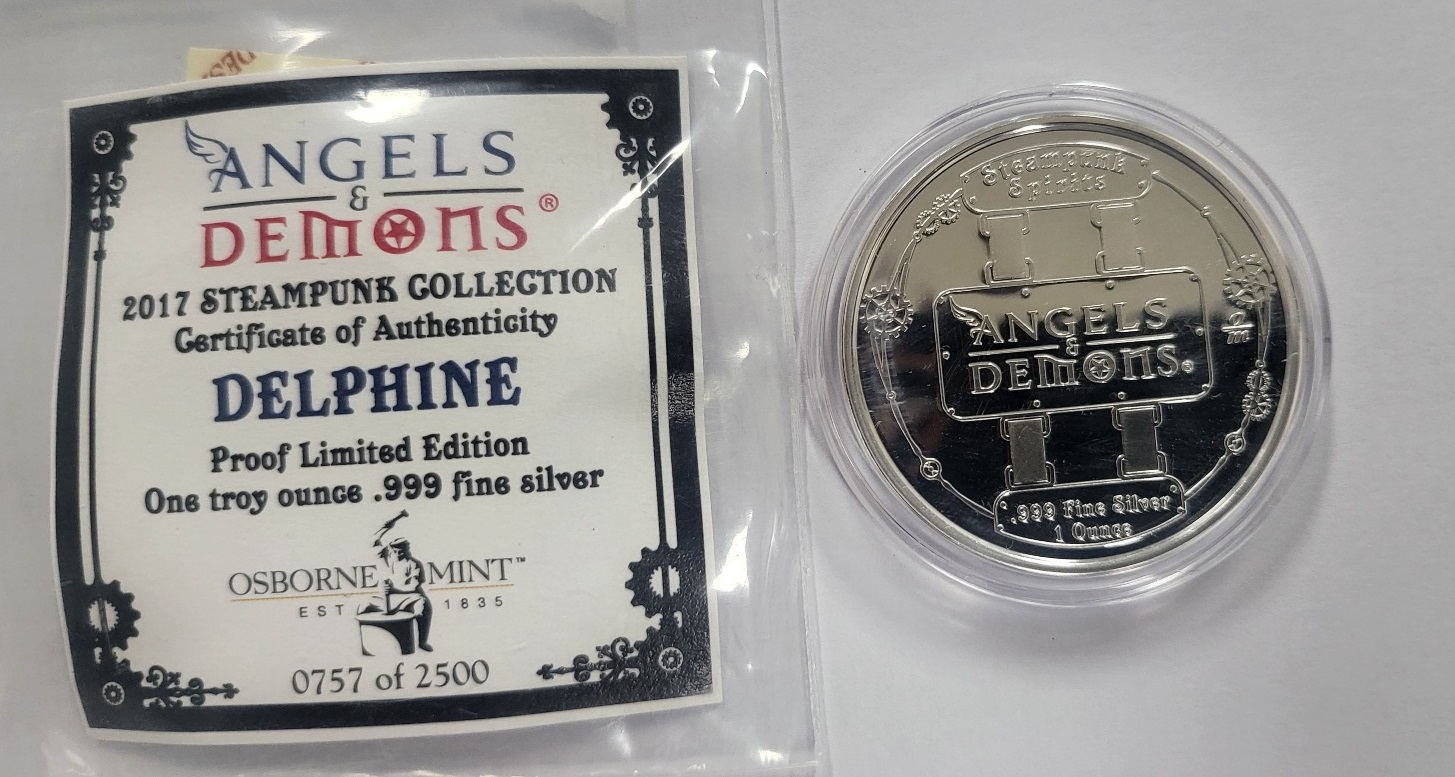 ANGELS
&
DEMONS®
2017 STEAMPUNK COLLECTION
Certificate of Authenticity
DELPHINE
Proof Limited Edition
One troy ounce .999 fine silver
OSBORNE MINT™
EST 1835
0757 of 2500
Steampunk
Spirits
ANGELS
&
DEMONS®
.999 Fine Silver
1 Ounce